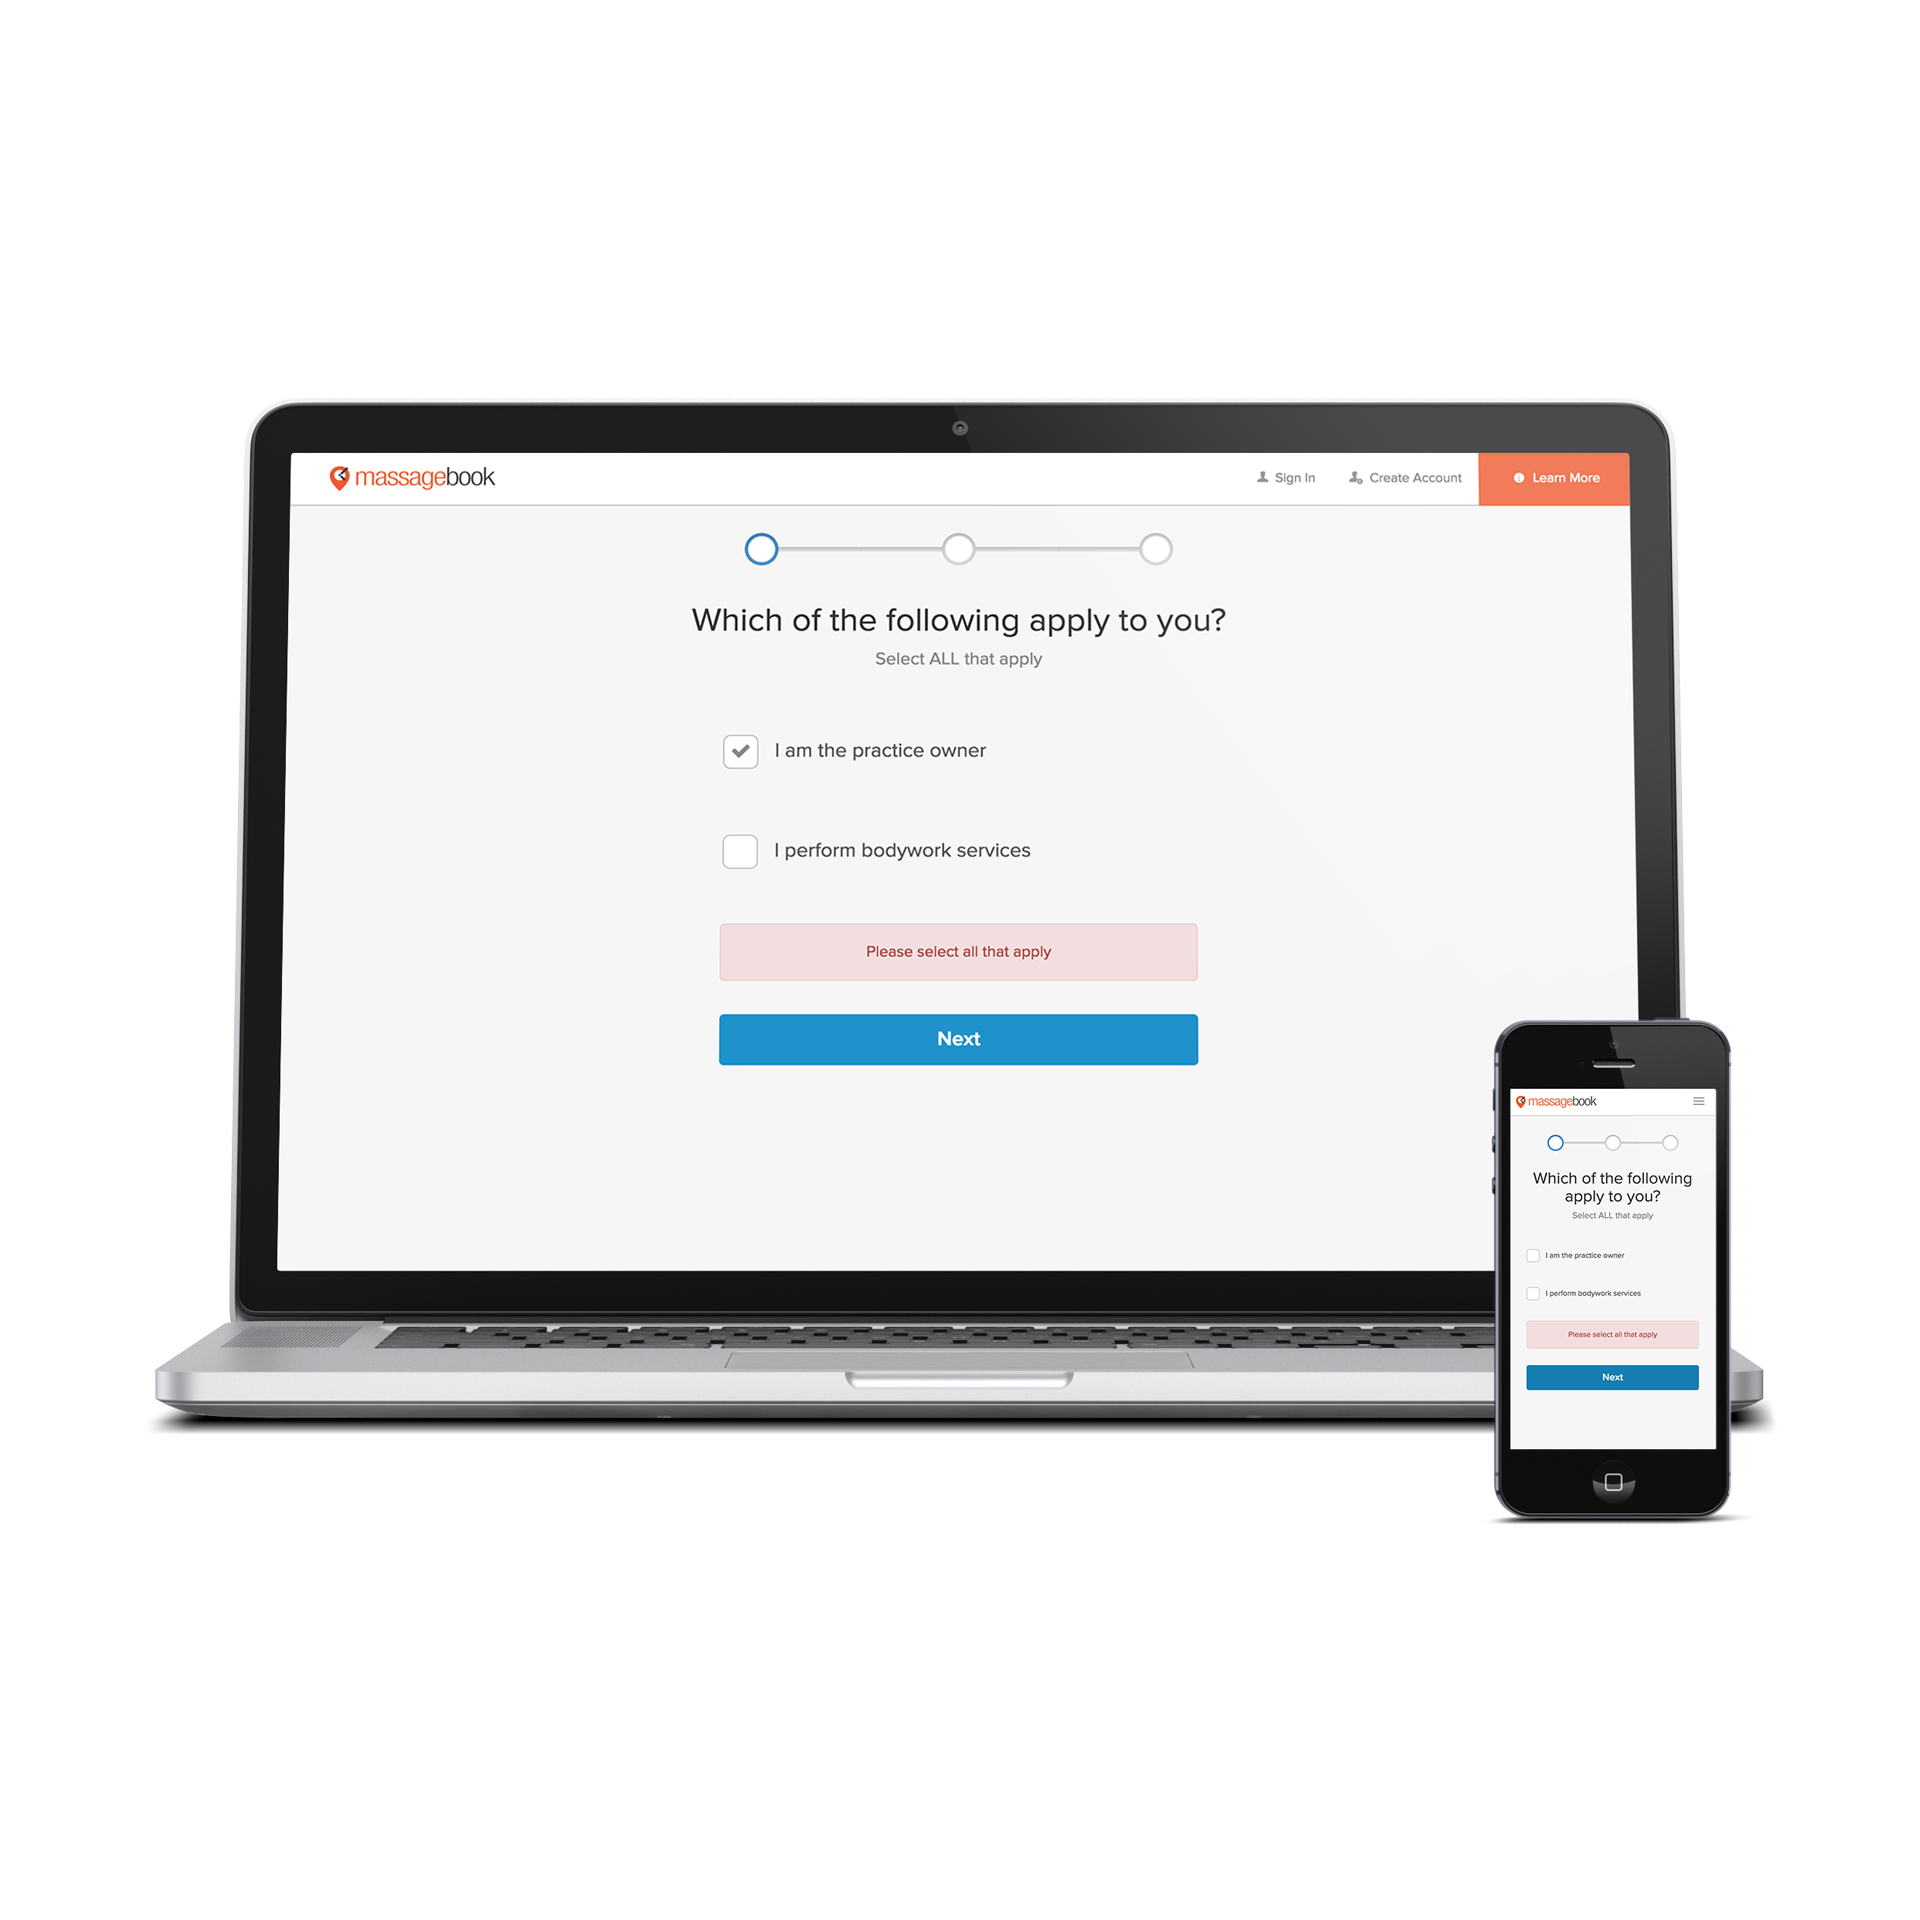 massagebook
Sign In
Create Account
Learn More
Which of the following apply to you?
Select ALL that apply
I am the practice owner
I perform bodywork services
Please select all that apply
Next
massagebook
Which of the following
apply to you?
Select ALL that apply
I am the practice owner
I perform bodywork services
Please select all that apply
Next